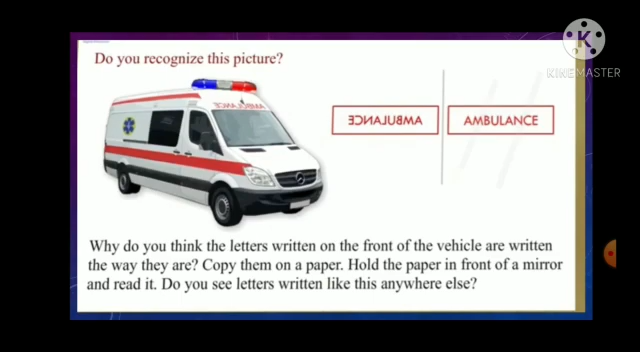 Do you recognize this picture?
K
KINEMASTER
AMBULANCE
AMBULANCE
AMBULANCE
Why do you think the letters written on the front of the vehicle are written
the way they are? Copy them on a paper. Hold the paper in front of a mirror
and read it. Do you see letters written like this anywhere else?